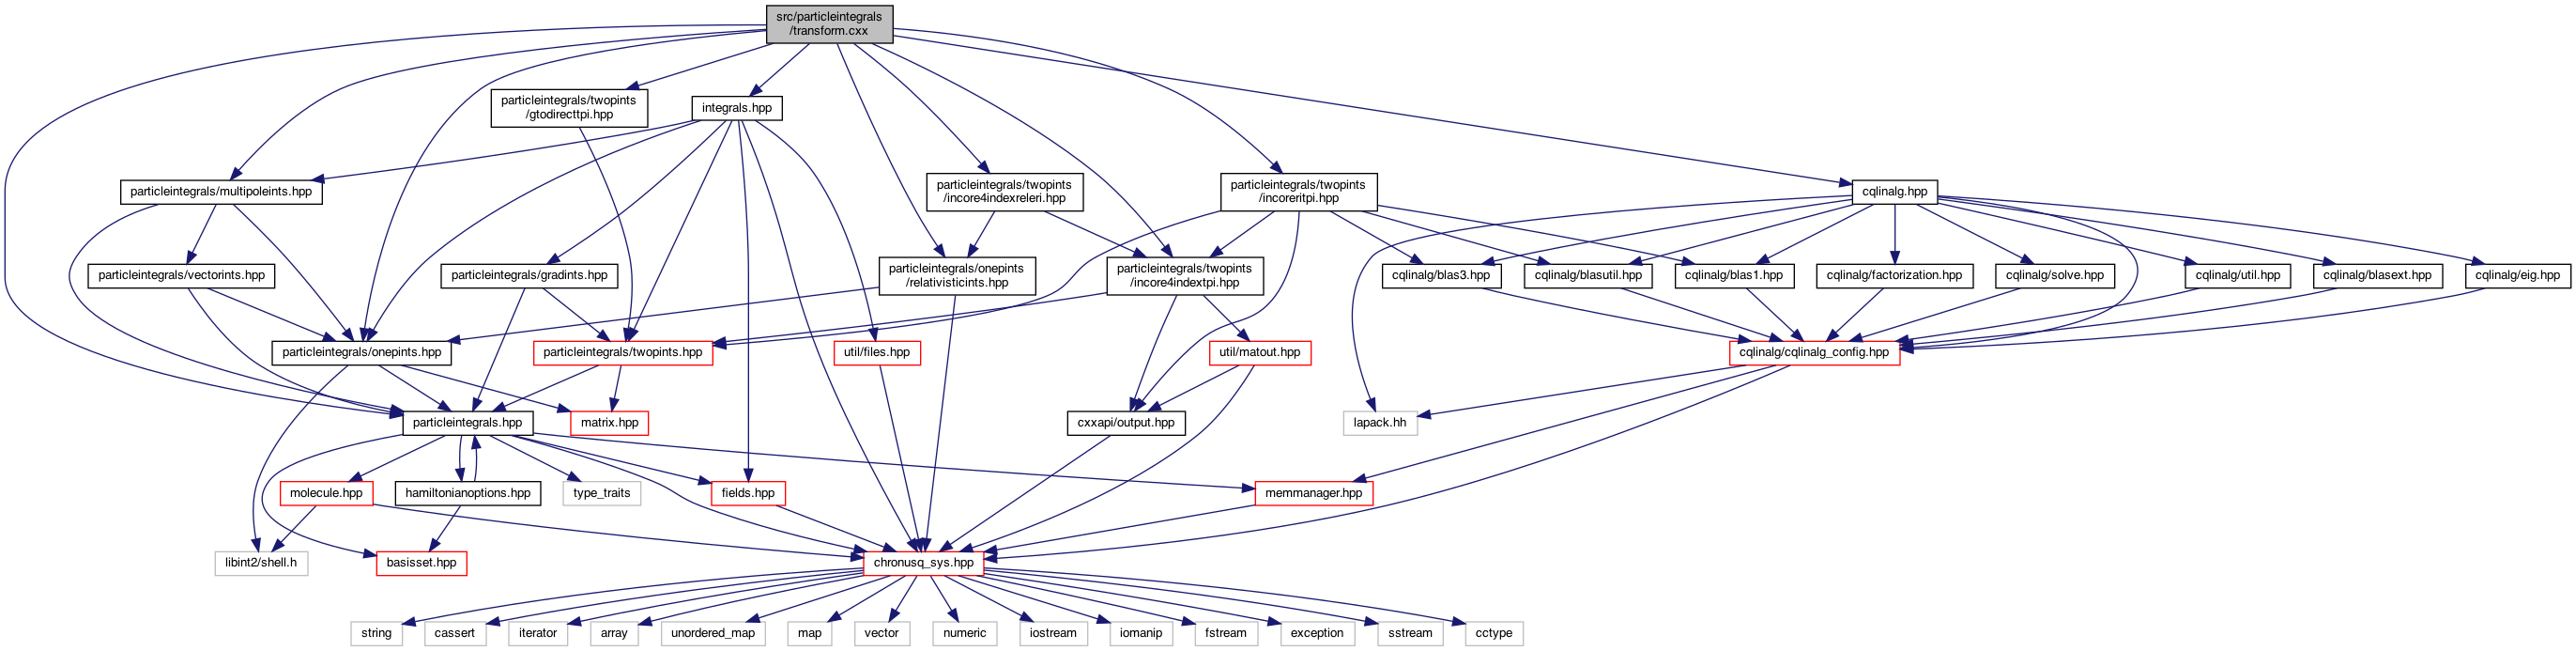 src/particleintegrals
/transform.cxx
particleintegrals/twopints
/gtodirecttpi.hpp
integrals.hpp
particleintegrals/multipoleints.hpp
particleintegrals/twopints
/incore4indexreleri.hpp
particleintegrals/twopints
/incoreritpi.hpp
cqlinalg.hpp
particleintegrals/vectorints.hpp
particleintegrals/gradints.hpp
particleintegrals/onepints
/relativisticints.hpp
particleintegrals/twopints
/incore4indextpi.hpp
cqlinalg/blas3.hpp
cqlinalg/blasutil.hpp
cqlinalg/blas1.hpp
cqlinalg/factorization.hpp
cqlinalg/solve.hpp
cqlinalg/util.hpp
cqlinalg/blasext.hpp
cqlinalg/eig.hpp
particleintegrals/onepints.hpp
particleintegrals/twopints.hpp
util/files.hpp
util/matout.hpp
cqlinalg/cqlinalg_config.hpp
particleintegrals.hpp
matrix.hpp
cxxapi/output.hpp
lapack.hh
molecule.hpp
hamiltonianoptions.hpp
type_traits
fields.hpp
memmanager.hpp
libint2/shell.h
basisset.hpp
chronusq_sys.hpp
string
cassert
iterator
array
unordered_map
map
vector
numeric
iostream
iomanip
fstream
exception
sstream
cctype